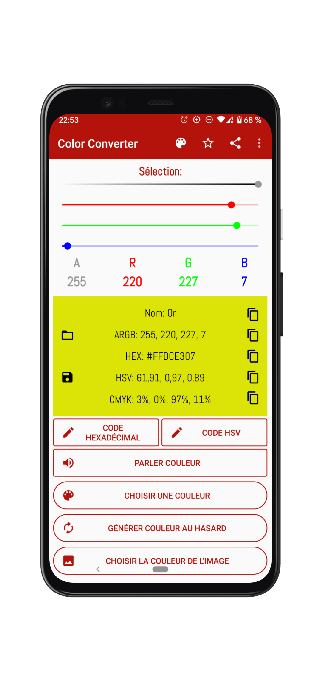 22:53
68 %
Color Converter
Sélection:
A R G B
255 220 227 7
Nom: Or
ARGB: 255, 220, 227, 7
HEX: #FFDCE307
HSV: 61,91, 0,97, 0,89
CMYK: 3%, 0%, 97%, 11%
CODE
HEXADÉCIMAL
CODE HSV
PARLER COULEUR
CHOISIR UNE COULEUR
GÉNÉRER COULEUR AU HASARD
CHOISIR LA COULEUR DE L'IMAGE